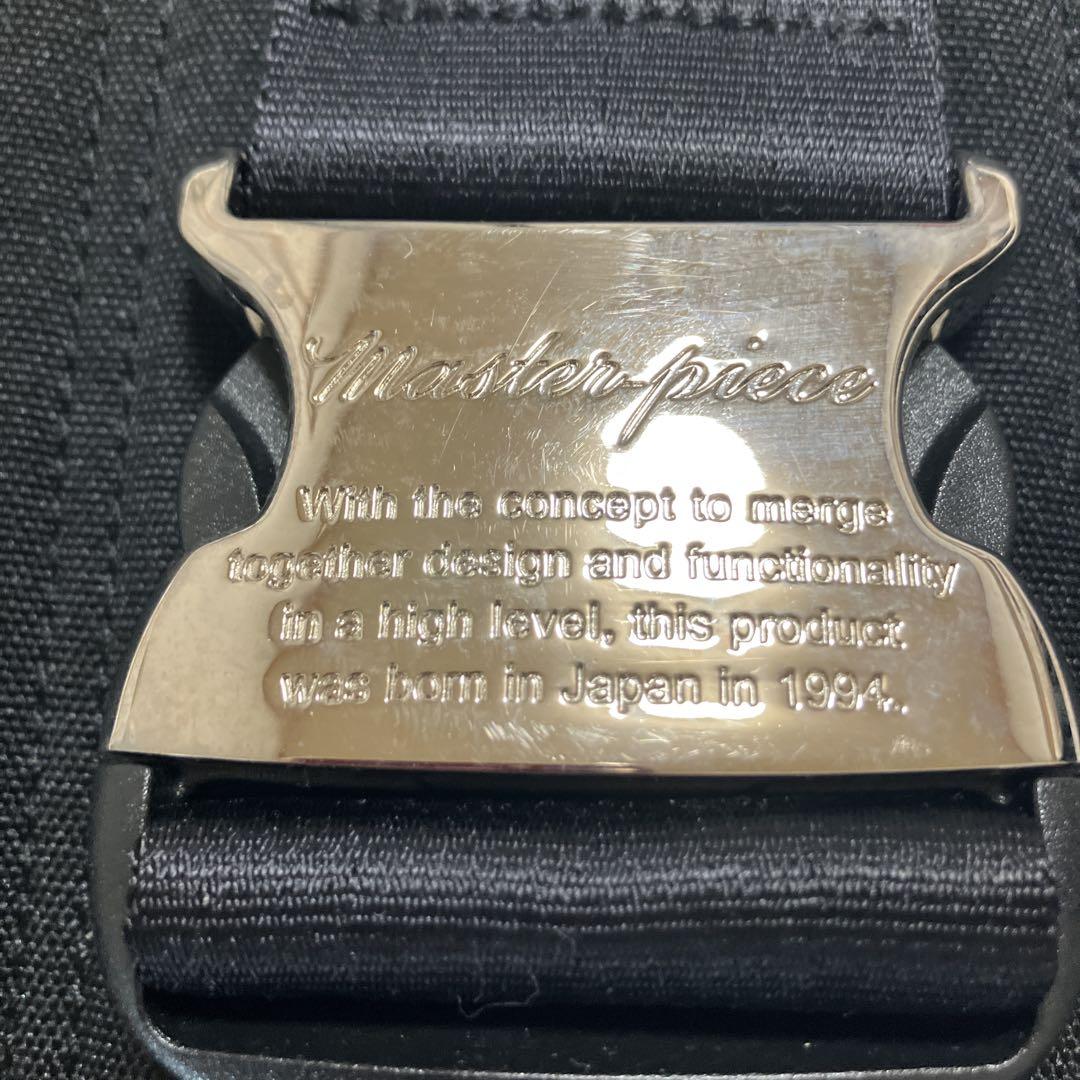 Master-piece
With the concept to merge
together design and functionality
in a high level, this product
was born in Japan in 1994.